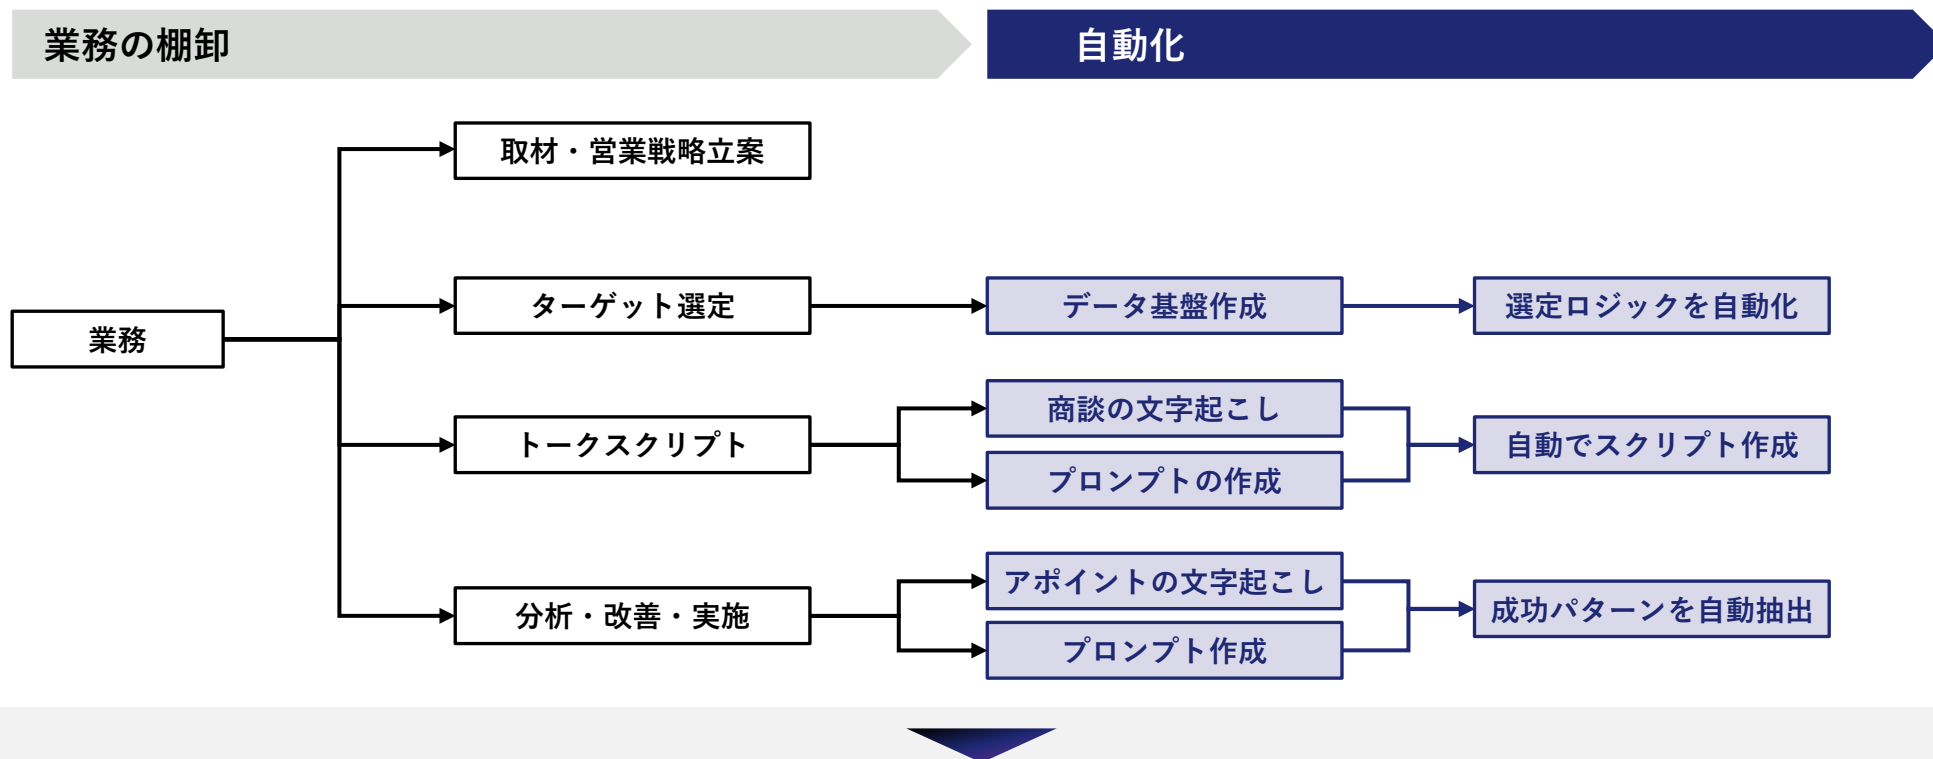 業務の棚卸
自動化
取材・営業戦略立案
業務
ターゲット選定
データ基盤作成
選定ロジックを自動化
トークスクリプト
商談の文字起こし
プロンプトの作成
自動でスクリプト作成
分析・改善・実施
アポイントの文字起こし
プロンプト作成
成功パターンを自動抽出